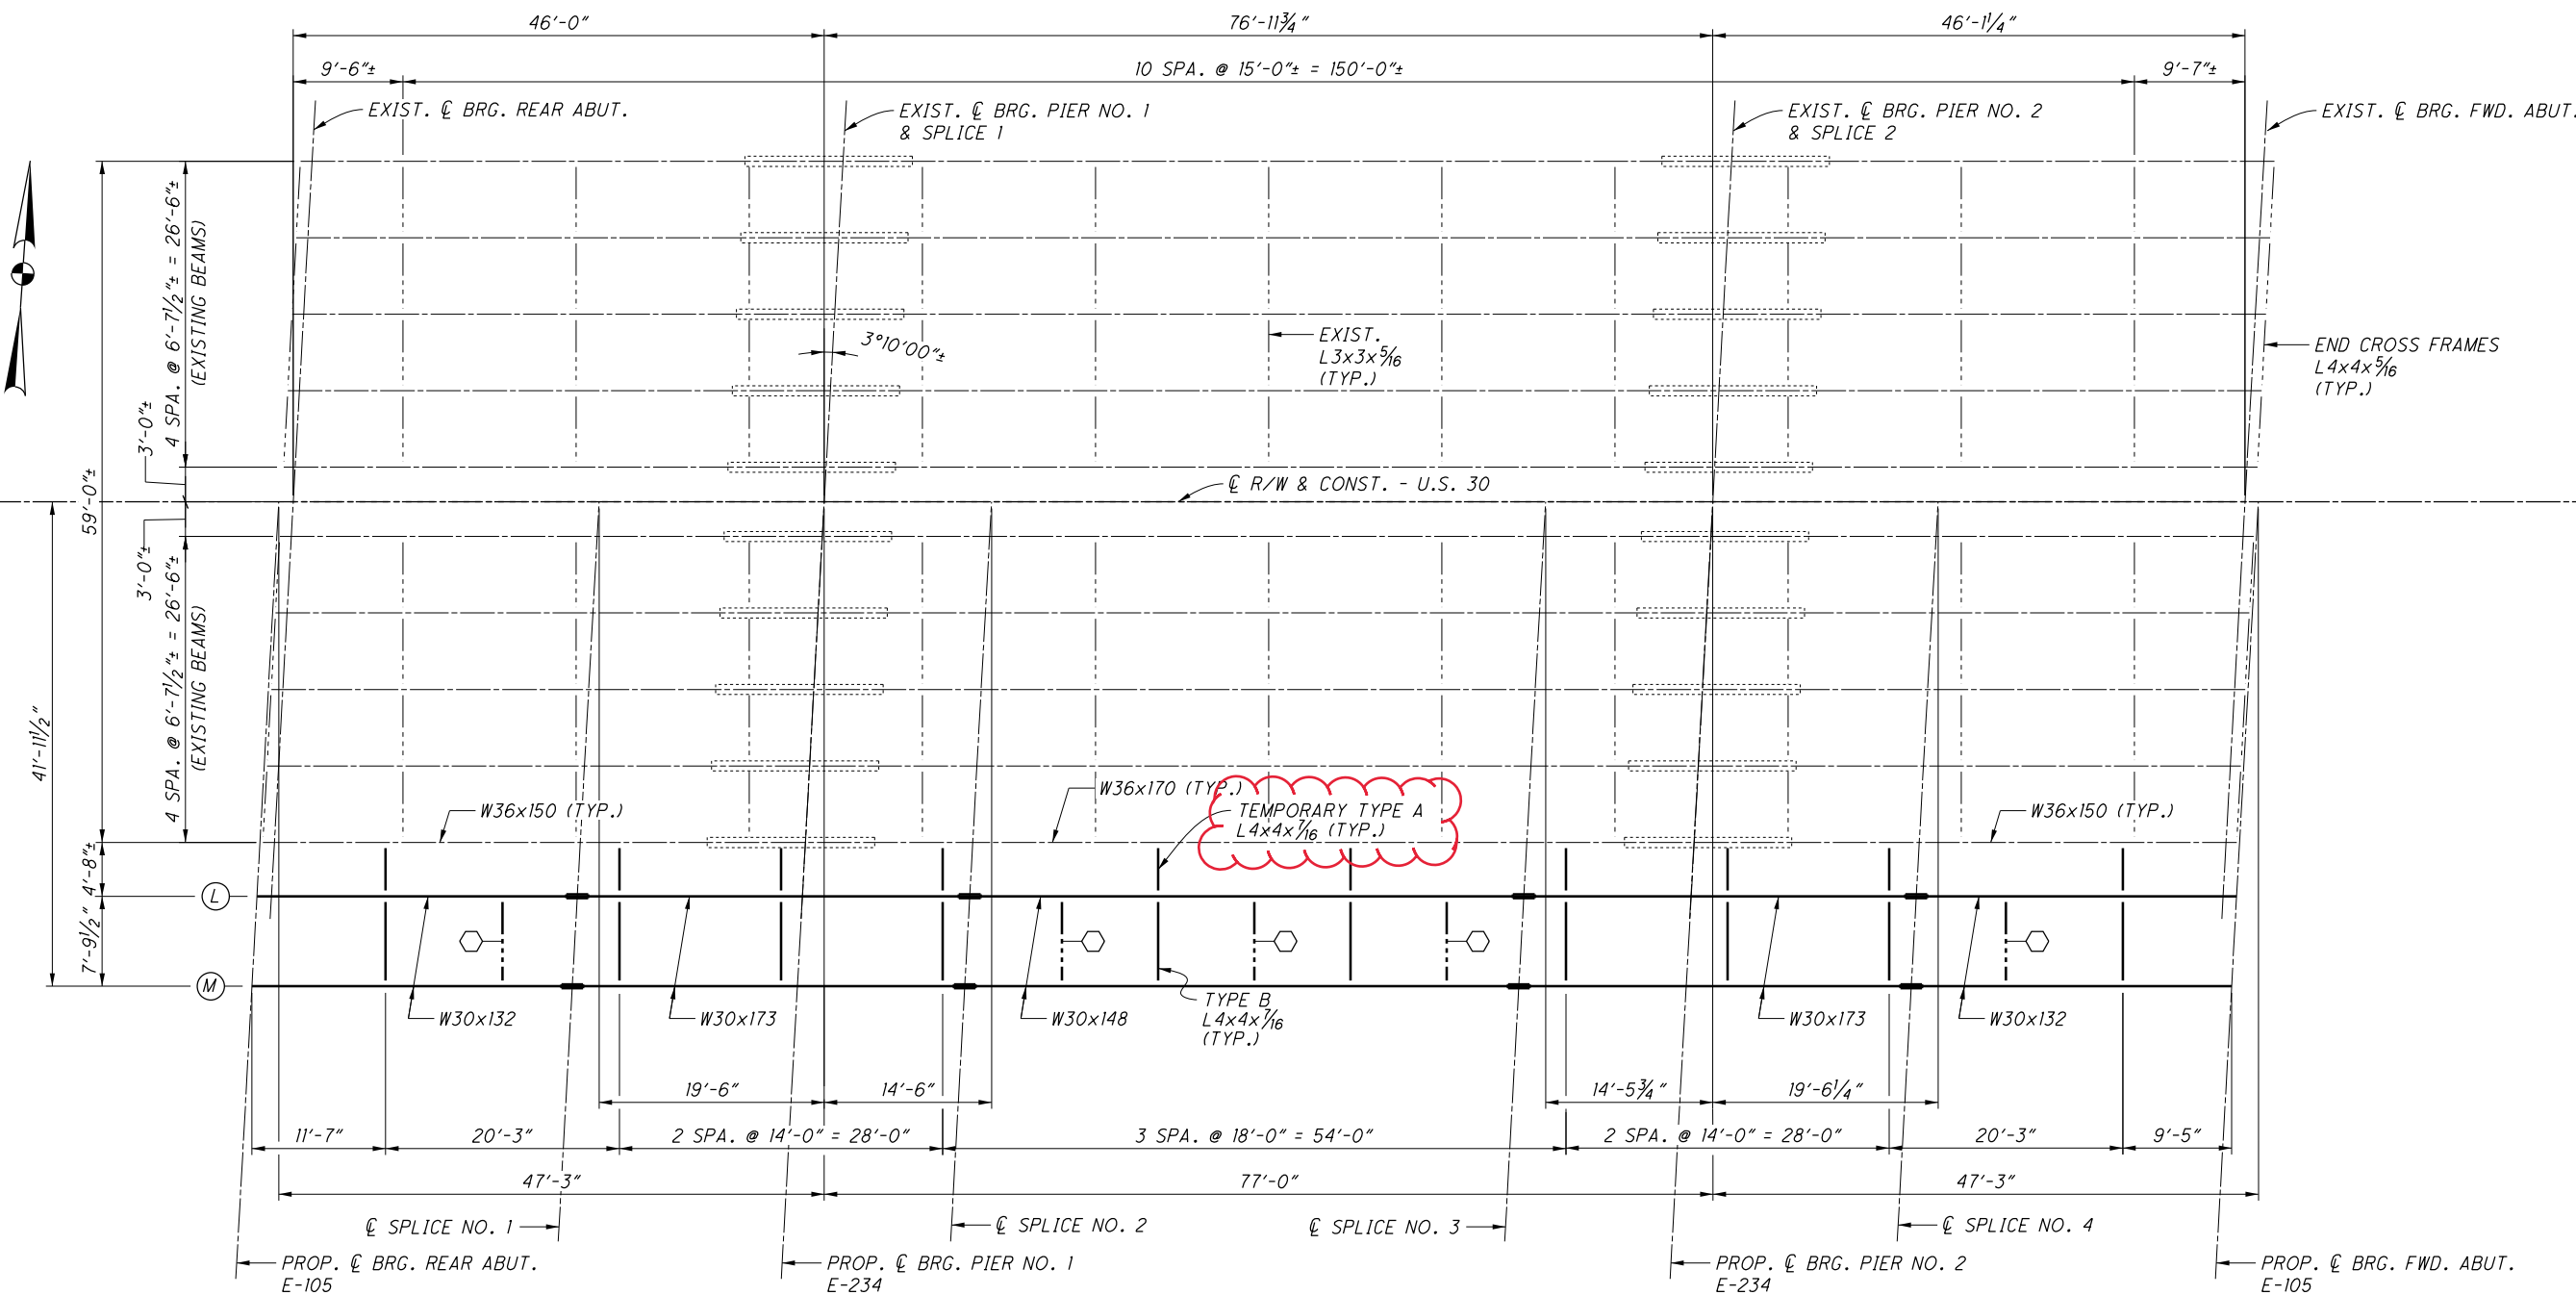 46'-0"
76'-11¾"
46'-1¼"
9'-6"±
10 SPA. @ 15'-0"± = 150'-0"±
9'-7"±
EXIST. ℄ BRG. REAR ABUT.
EXIST. ℄ BRG. PIER NO. 1
& SPLICE 1
EXIST. ℄ BRG. PIER NO. 2
& SPLICE 2
EXIST. ℄ BRG. FWD. ABUT.
4 SPA. @ 6'-7½"± = 26'-6"±
(EXISTING BEAMS)
3'-0"±
59'-0"±
3°10'00"±
EXIST.
L3x3x5/16
(TYP.)
END CROSS FRAMES
L4x4x5/16
(TYP.)
℄ R/W & CONST. - U.S. 30
3'-0"±
4 SPA. @ 6'-7½"± = 26'-6"±
(EXISTING BEAMS)
41'-11½"
W36x150 (TYP.)
W36x170 (TYP.)
TEMPORARY TYPE A
L4x4x7/16 (TYP.)
W36x150 (TYP.)
4'-8"±
7'-9½"
L
M
W30x132
W30x173
W30x148
TYPE B
L4x4x7/16
(TYP.)
W30x173
W30x132
19'-6"
14'-6"
14'-5¾"
19'-6¼"
11'-7"
20'-3"
2 SPA. @ 14'-0" = 28'-0"
3 SPA. @ 18'-0" = 54'-0"
2 SPA. @ 14'-0" = 28'-0"
20'-3"
9'-5"
47'-3"
77'-0"
47'-3"
℄ SPLICE NO. 1
℄ SPLICE NO. 2
℄ SPLICE NO. 3
℄ SPLICE NO. 4
PROP. ℄ BRG. REAR ABUT.
E-105
PROP. ℄ BRG. PIER NO. 1
E-234
PROP. ℄ BRG. PIER NO. 2
E-234
PROP. ℄ BRG. FWD. ABUT.
E-105